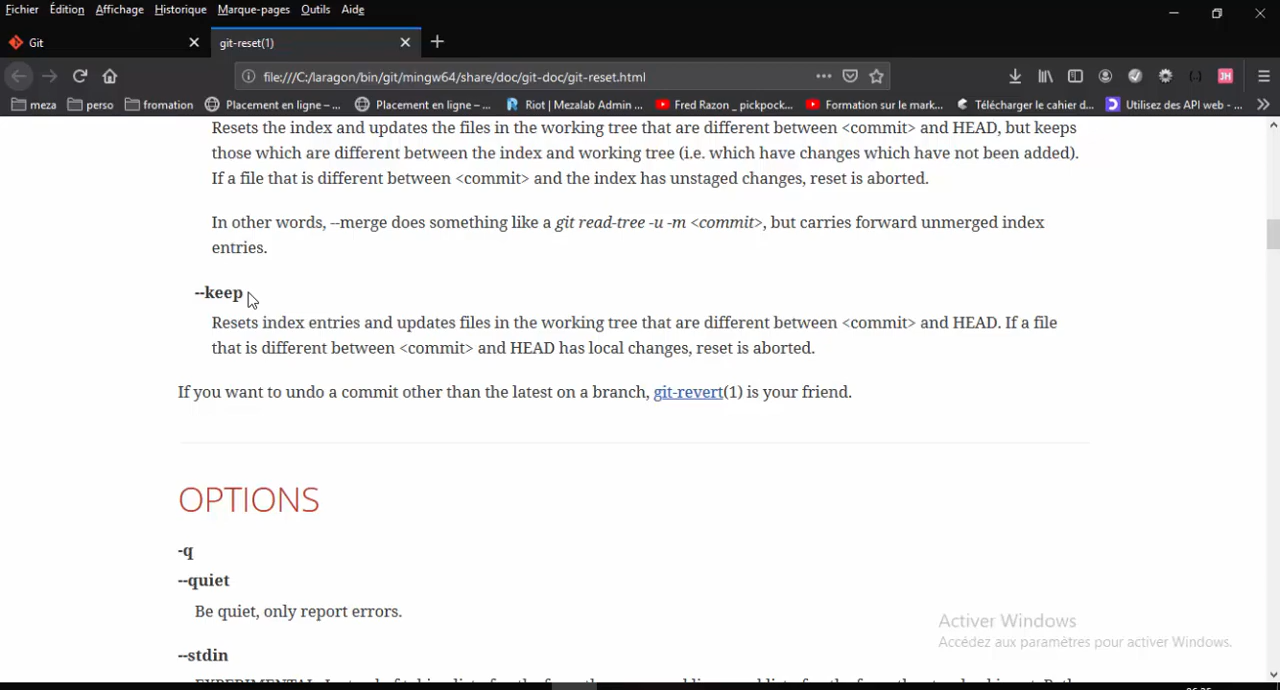 Fichier Édition Affichage Historique Marque-pages Outils Aide
Git git-reset(1)
file:///C:/laragon/bin/git/mingw64/share/doc/git-doc/git-reset.html
meza perso fromation Placement en ligne – ... Placement en ligne – ... Riot | Mezalab Admin ... Fred Razon _ pickpock... Formation sur le mark... Télécharger le cahier d... Utilisez des API web - ...
Resets the index and updates the files in the working tree that are different between <commit> and HEAD, but keeps
those which are different between the index and working tree (i.e. which have changes which have not been added).
If a file that is different between <commit> and the index has unstaged changes, reset is aborted.
In other words, --merge does something like a git read-tree -u -m <commit>, but carries forward unmerged index
entries.
--keep
Resets index entries and updates files in the working tree that are different between <commit> and HEAD. If a file
that is different between <commit> and HEAD has local changes, reset is aborted.
If you want to undo a commit other than the latest on a branch, git-revert(1) is your friend.
OPTIONS
-q
--quiet
Be quiet, only report errors.
Activer Windows
Accédez aux paramètres pour activer Windows.
--stdin